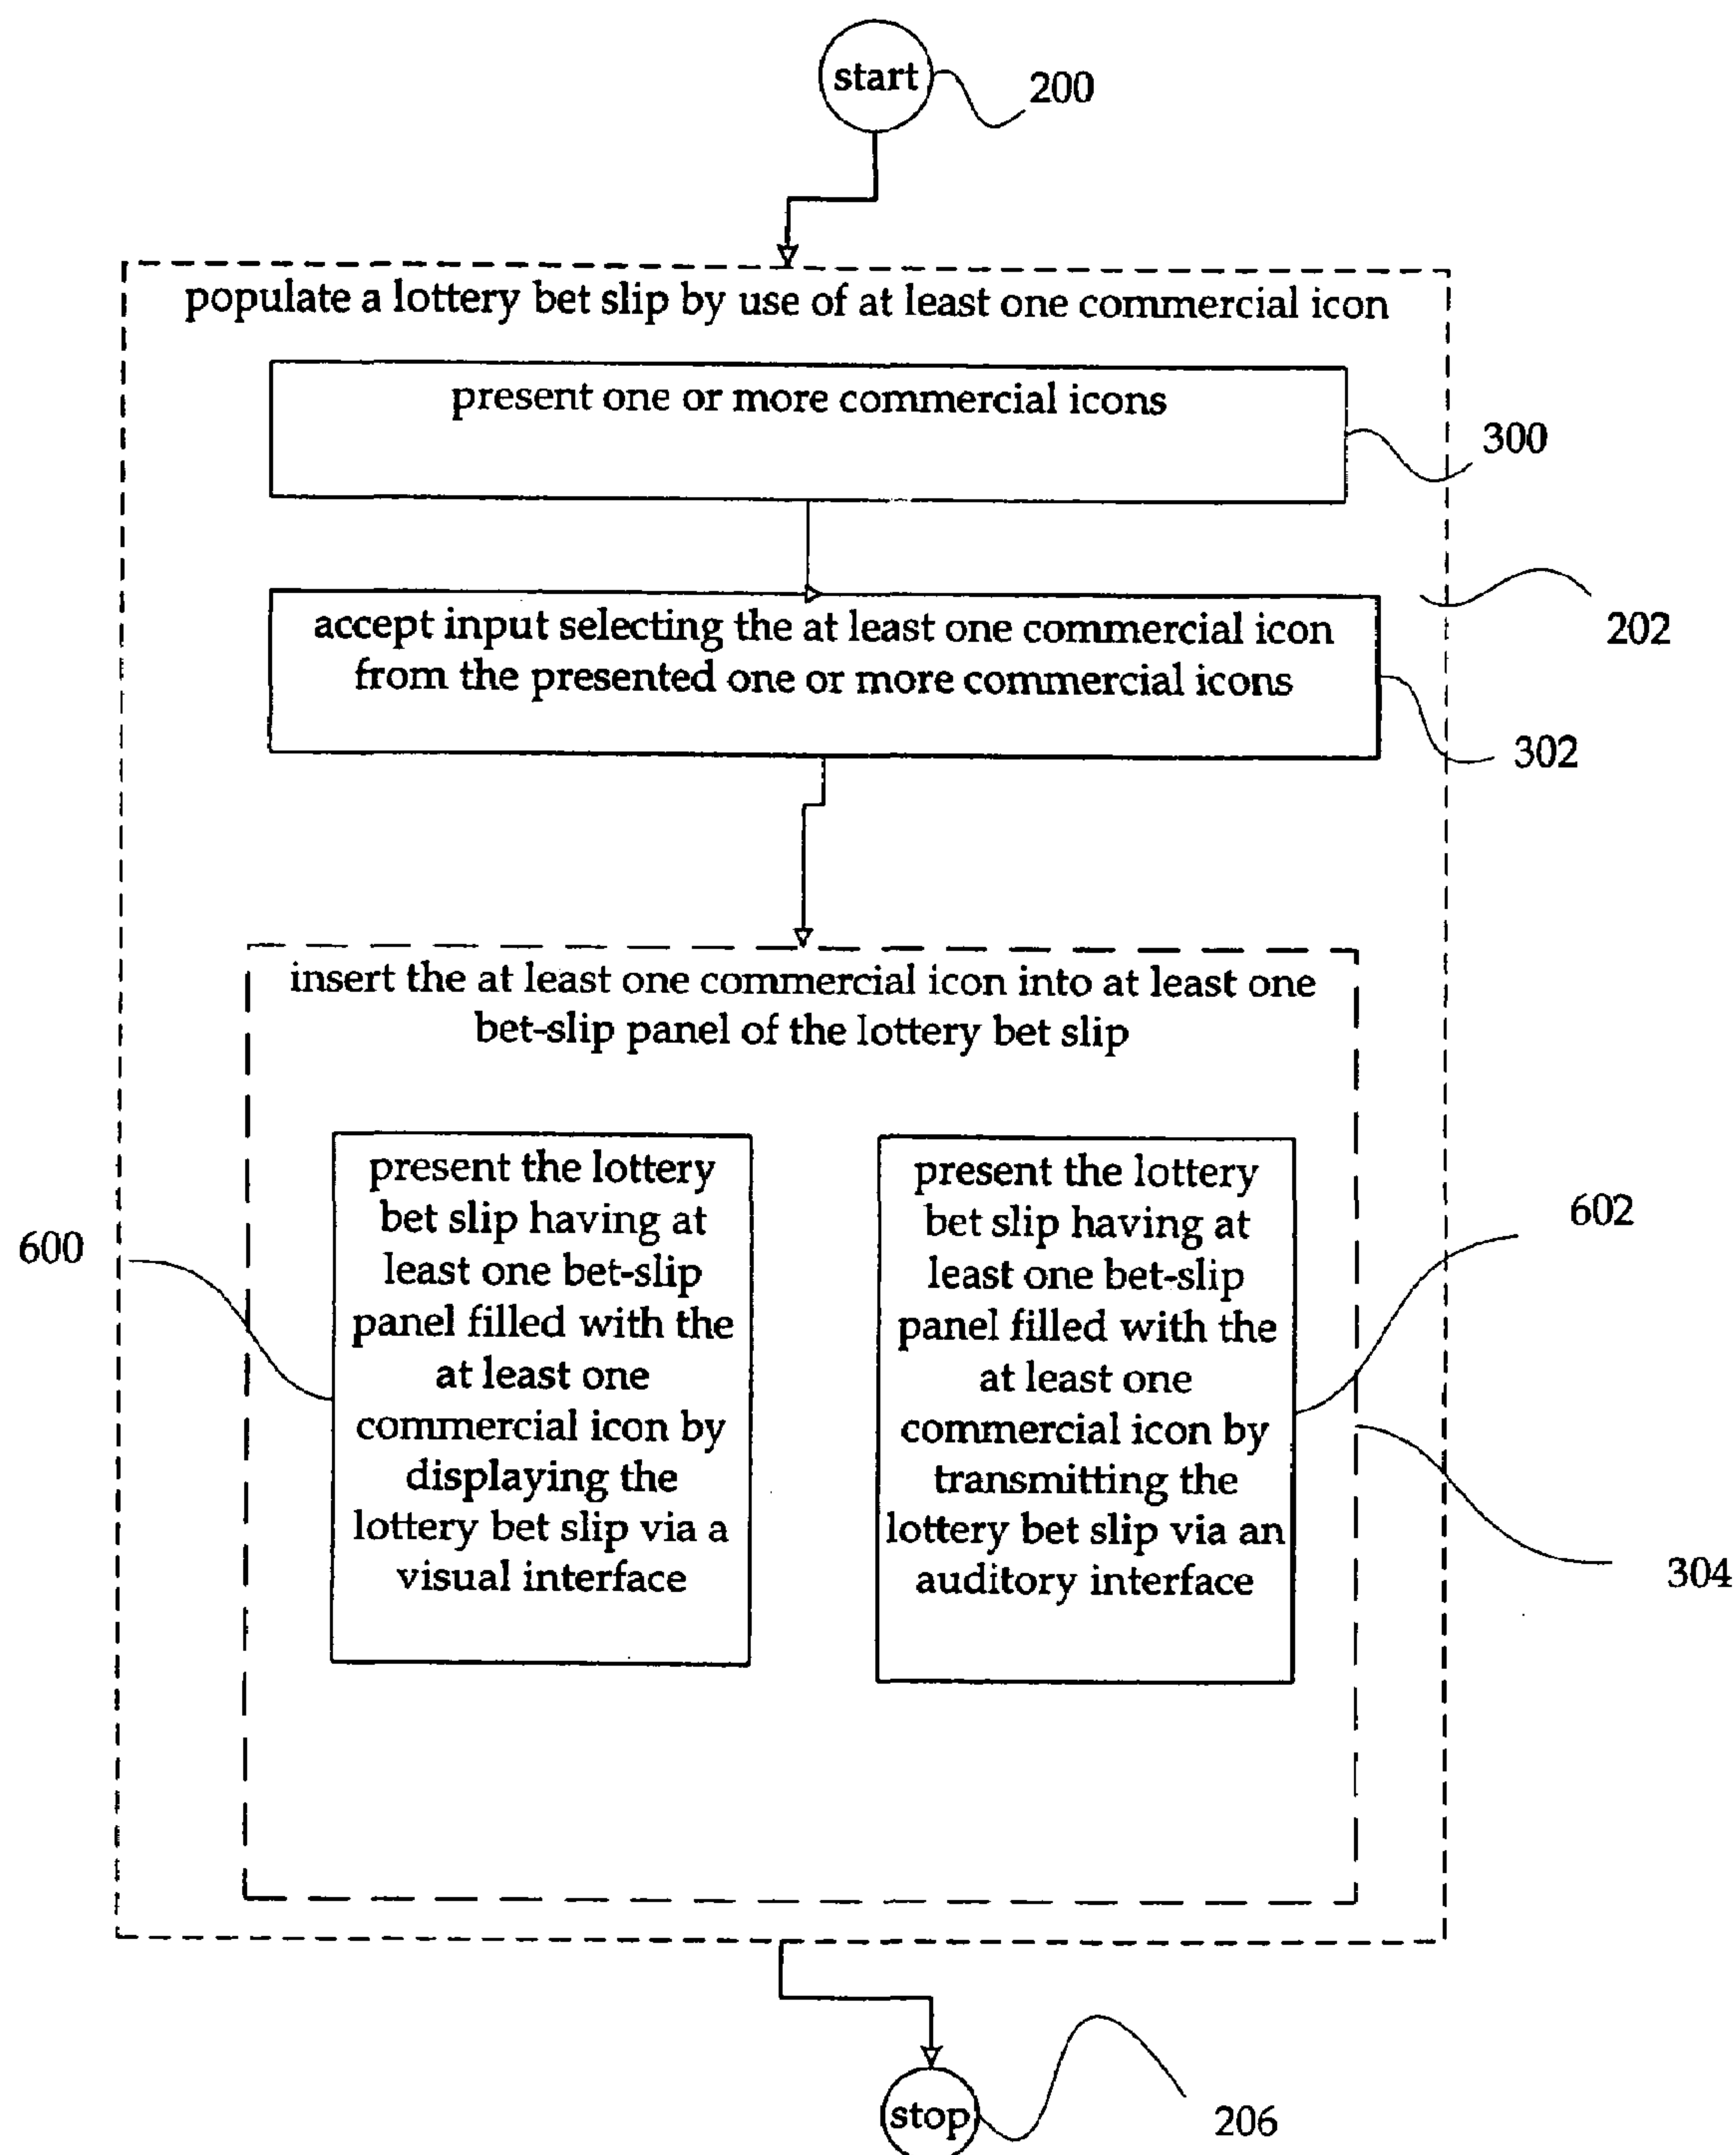 start
200
populate a lottery bet slip by use of at least one commercial icon
present one or more commercial icons
300
accept input selecting the at least one commercial icon
from the presented one or more commercial icons
202
302
insert the at least one commercial icon into at least one
bet-slip panel of the lottery bet slip
600
present the lottery
bet slip having at
least one bet-slip
panel filled with the
at least one
commercial icon by
displaying the
lottery bet slip via a
visual interface
present the lottery
bet slip having at
least one bet-slip
panel filled with the
at least one
commercial icon by
transmitting the
lottery bet slip via an
auditory interface
602
304
stop
206